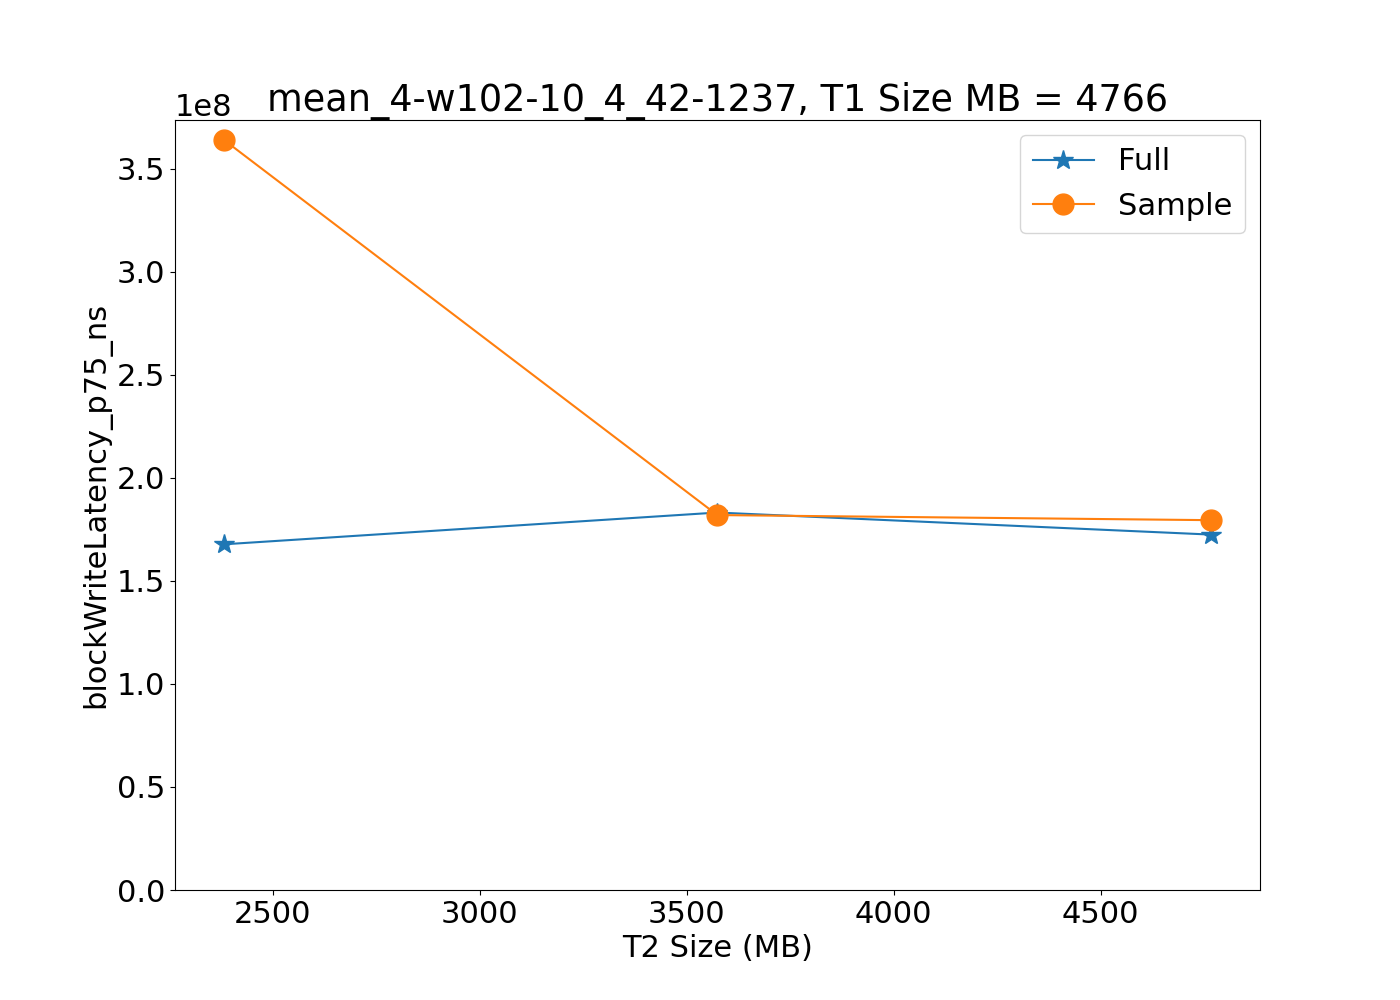 1e8
mean_4-w102-10_4_42-1237, T1 Size MB = 4766
Full
Sample
3.5
3.0
2.5
2.0
1.5
1.0
0.5
0.0
blockWriteLatency_p75_ns
2500 3000 3500 4000 4500
T2 Size (MB)